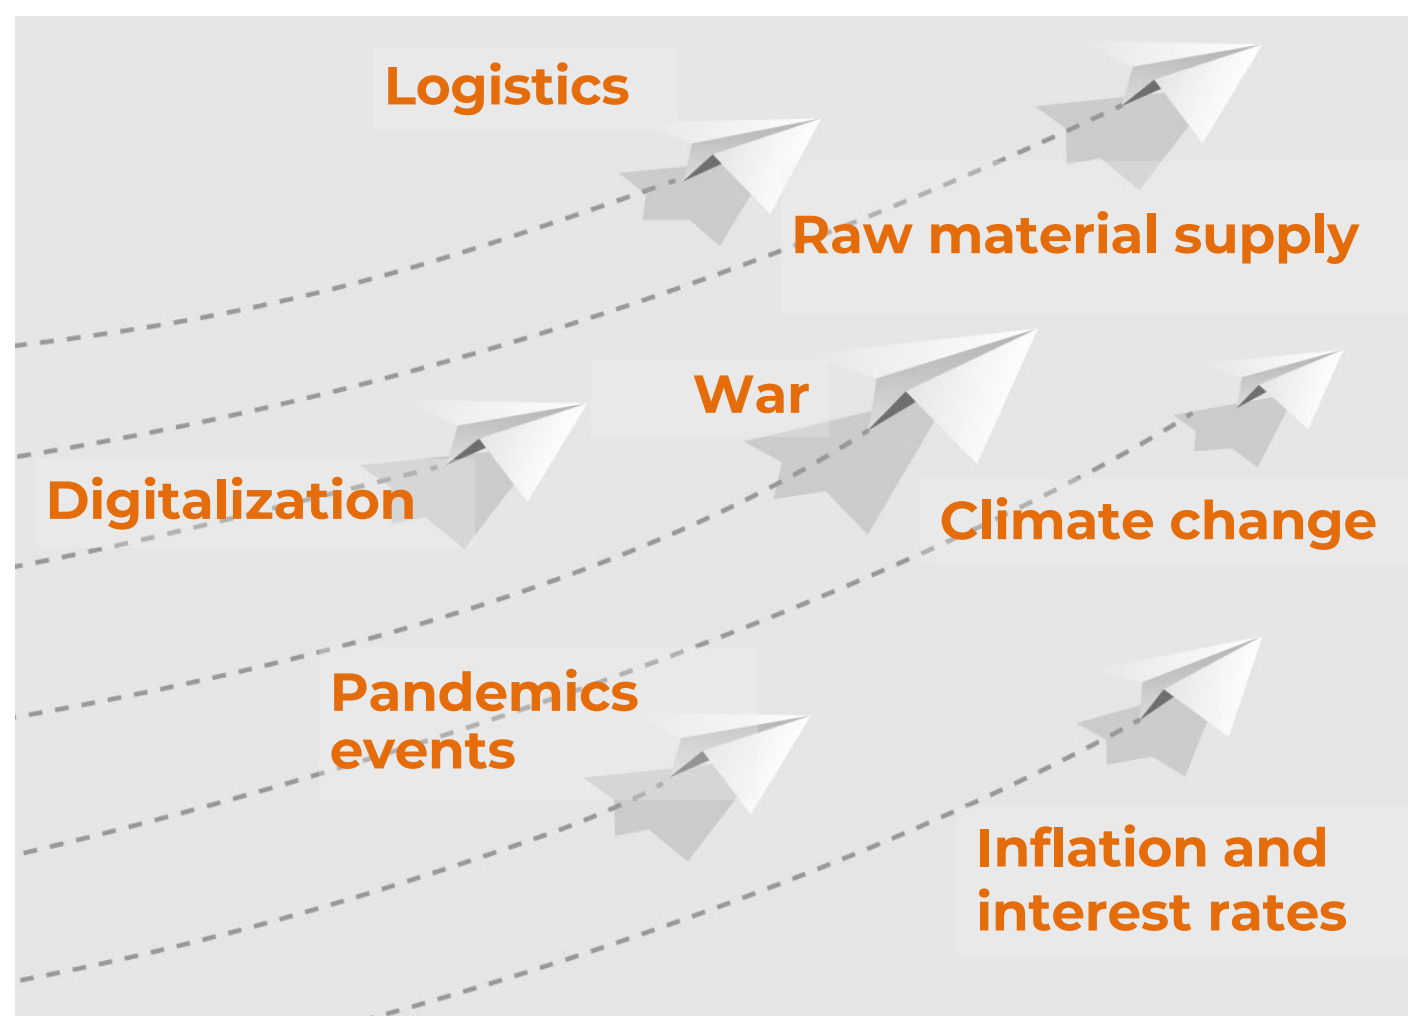 Logistics
Raw material supply
War
Digitalization
Climate change
Pandemics
events
Inflation and
interest rates